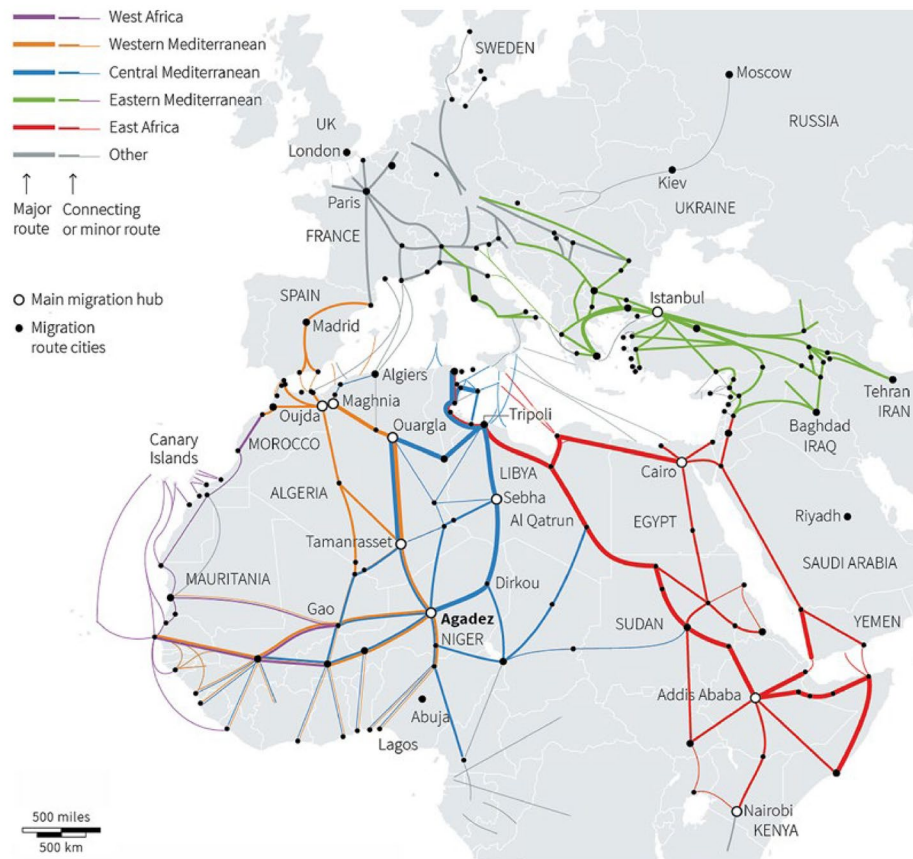 West Africa
Western Mediterranean
Central Mediterranean
Eastern Mediterranean
East Africa
Other
Major
route
Connecting
or minor route
Main migration hub
Migration
route cities
SWEDEN
Moscow
RUSSIA
UK
London
Kiev
UKRAINE
Paris
FRANCE
SPAIN
Madrid
Istanbul
Tehran
IRAN
Baghdad
IRAQ
Algiers
Maghnia
Oujda
Tripoli
Ouargla
MOROCCO
Canary
Islands
LIBYA
Cairo
Sebha
ALGERIA
Al Qatrun
EGYPT
Riyadh
Tamanrasset
SAUDI ARABIA
MAURITANIA
Dirkou
Gao
Agadez
NIGER
SUDAN
YEMEN
Addis Ababa
Abuja
Lagos
Nairobi
KENYA
500 miles
500 km